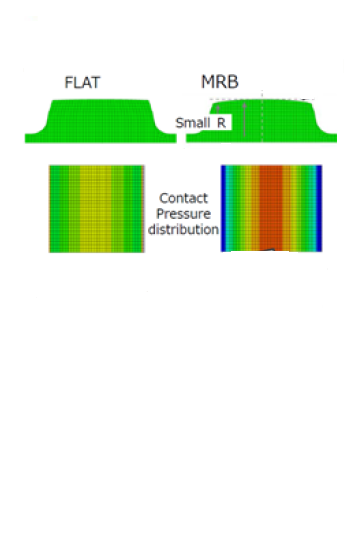 FLAT
MRB
Small R
Contact
Pressure
distribution